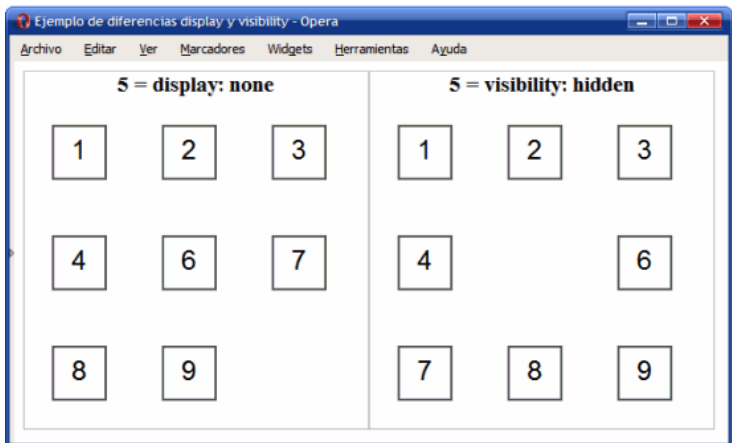 Ejemplo de diferencias display y visibility - Opera
Archivo Editar Ver Marcadores Widgets Herramientas Ayuda
5 = display: none
1 2 3
4 6 7
8 9
5 = visibility: hidden
1 2 3
4 6
7 8 9